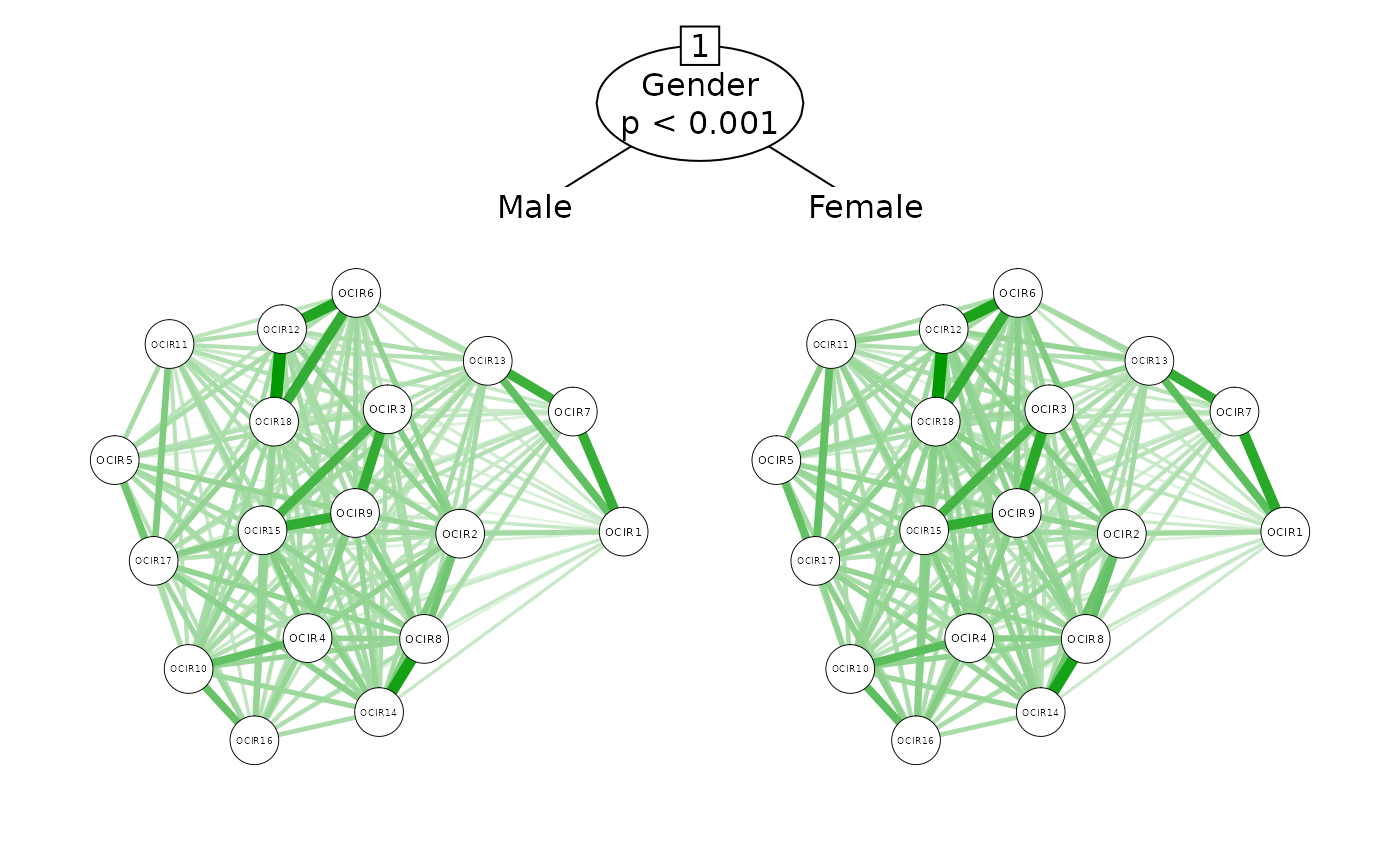 1
Gender
p < 0.001
Male
Female
OCIR6
OCIR12
OCIR11
OCIR13
OCIR3
OCIR7
OCIR18
OCIR5
OCIR9
OCIR15
OCIR2
OCIR1
OCIR17
OCIR4
OCIR8
OCIR10
OCIR14
OCIR16
OCIR6
OCIR12
OCIR11
OCIR13
OCIR3
OCIR7
OCIR18
OCIR5
OCIR9
OCIR15
OCIR2
OCIR1
OCIR17
OCIR4
OCIR8
OCIR10
OCIR14
OCIR16